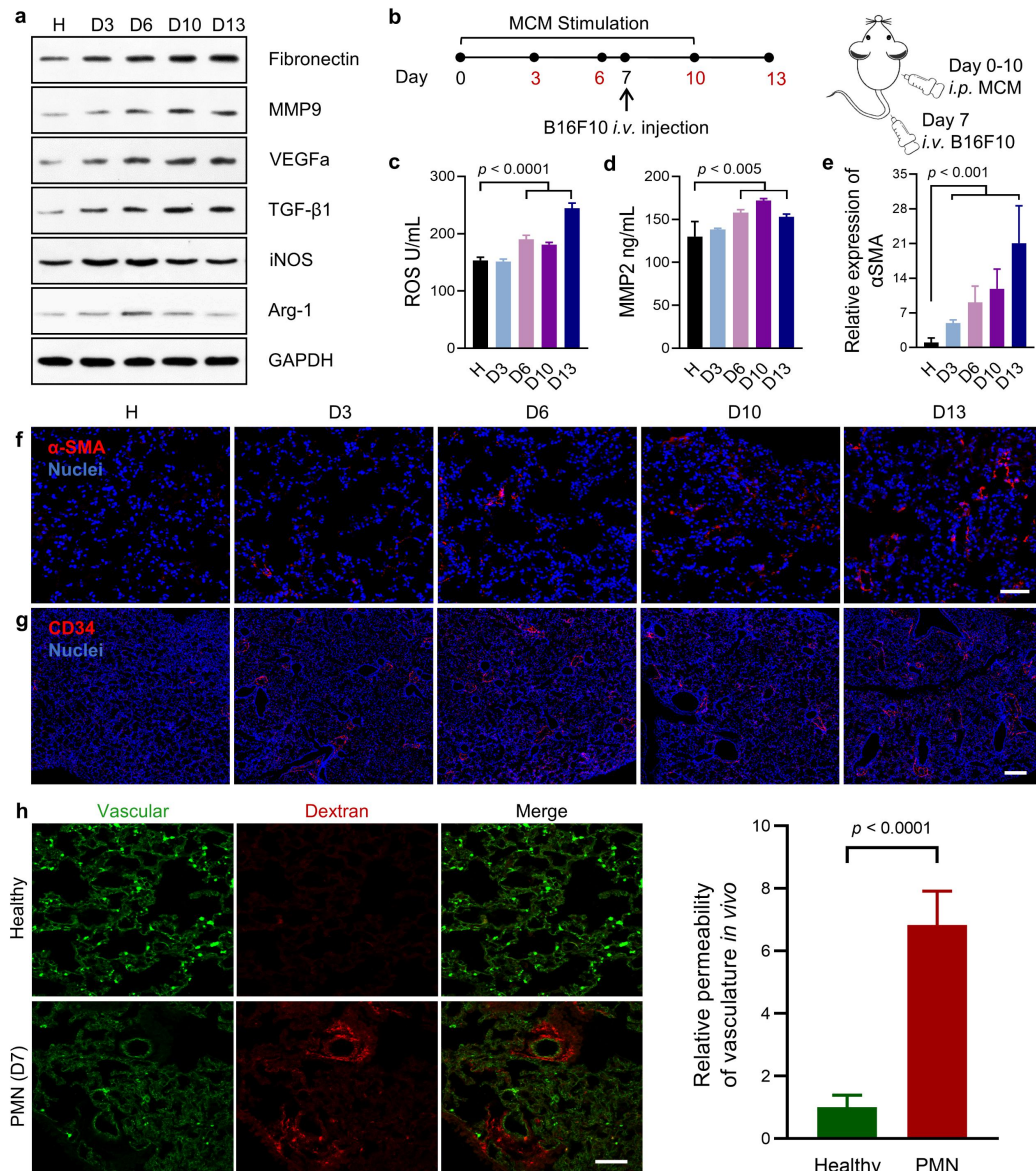 a
H D3 D6 D10 D13
Fibronectin
MMP9
VEGFa
TGF-β1
iNOS
Arg-1
GAPDH
b
MCM Stimulation
Day 0 3 6 7 10 13
B16F10 i.v. injection
Day 0-10
i.p. MCM
Day 7
i.v. B16F10
c
p < 0.0001
ROS U/mL
300
200
100
0
H D3 D6 D10 D13
d
p < 0.005
MMP2 ng/mL
200
150
100
50
0
H D3 D6 D10 D13
e
p < 0.001
Relative expression of
αSMA
35
28
21
14
7
0
H D3 D6 D10 D13
H D3 D6 D10 D13
f
α-SMA
Nuclei
g
CD34
Nuclei
h
Vascular Dextran Merge
Healthy
PMN (D7)
p < 0.0001
Relative permeability
of vasculature in vivo
10
8
6
4
2
0
Healthy PMN